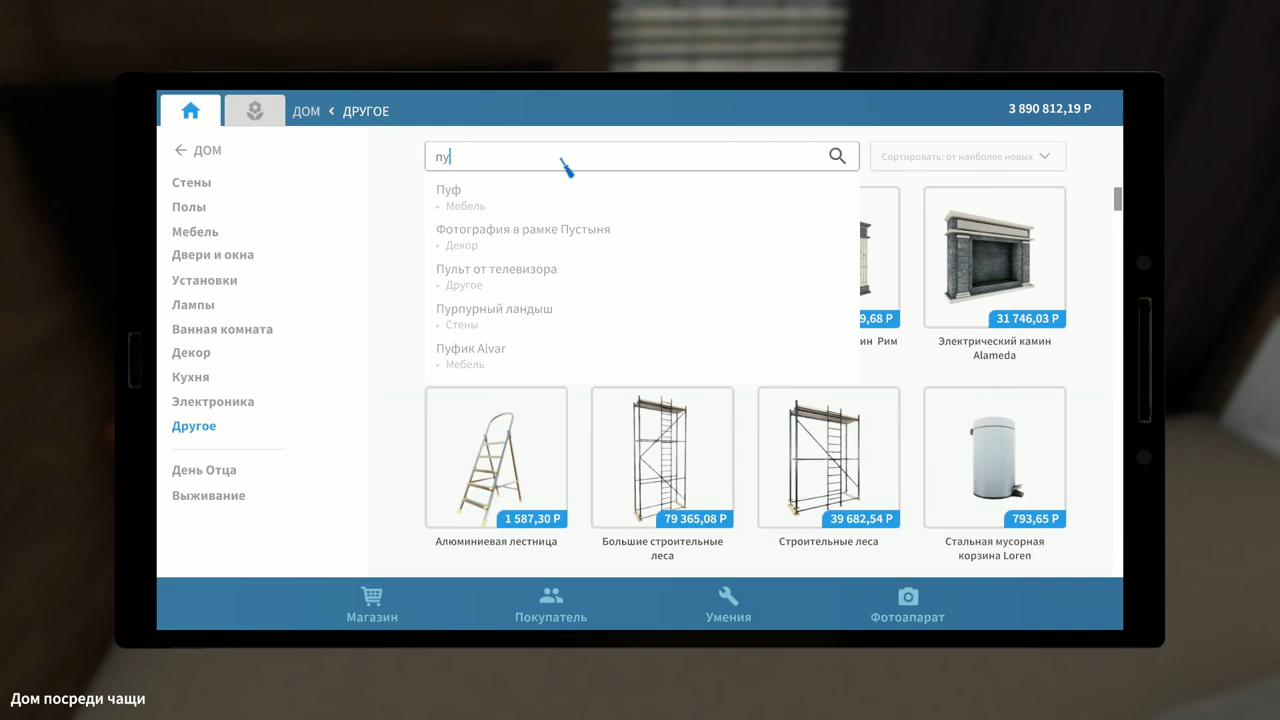 ДОМ < ДРУГОЕ
3 890 812,19 Р
ДОМ
Стены
Полы
Мебель
Двери и окна
Установки
Лампы
Ванная комната
Декор
Кухня
Электроника
Другое
День Отца
Выживание
пу
Сортировать: от наиболее новых
Пуф
• Мебель
Фотография в рамке Пустыня
• Декор
Пульт от телевизора
• Другое
Пурпурный ландыш
• Стены
Пуфик Alvar
• Мебель
9,68 Р
ин Рим
31 746,03 Р
Электрический камин
Alameda
1 587,30 Р
Алюминиевая лестница
79 365,08 Р
Большие строительные
леса
39 682,54 Р
Строительные леса
793,65 Р
Стальная мусорная
корзина Loren
Магазин
Покупатель
Умения
Фотоаппарат
Дом посреди чащи